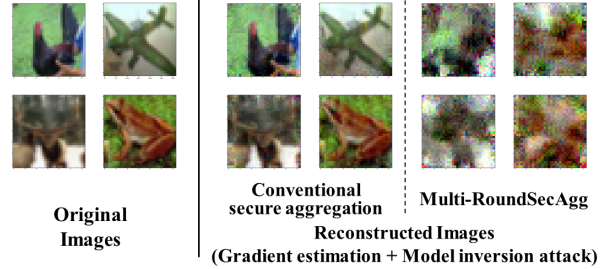 Original
Images
Conventional
secure aggregation
Multi-RoundSecAgg
Reconstructed Images
(Gradient estimation + Model inversion attack)